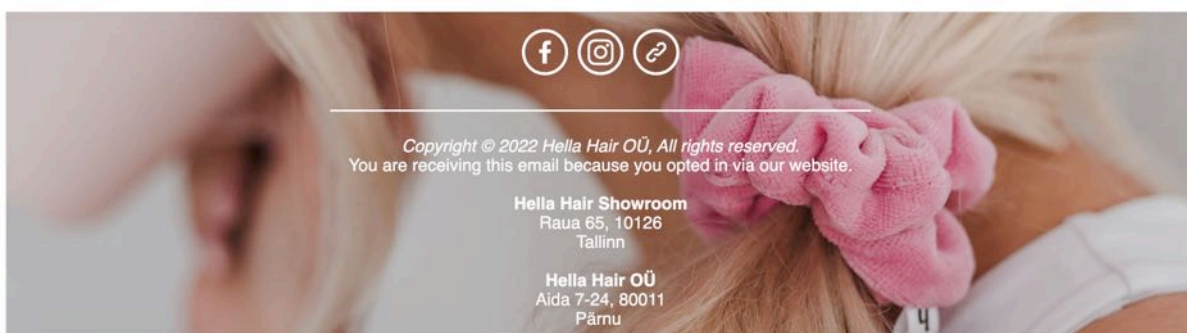 Copyright © 2022 Hella Hair OÜ, All rights reserved.
You are receiving this email because you opted in via our website.
Hella Hair Showroom
Raua 65, 10126
Tallinn
Hella Hair OÜ
Aida 7-24, 80011
Pärnu